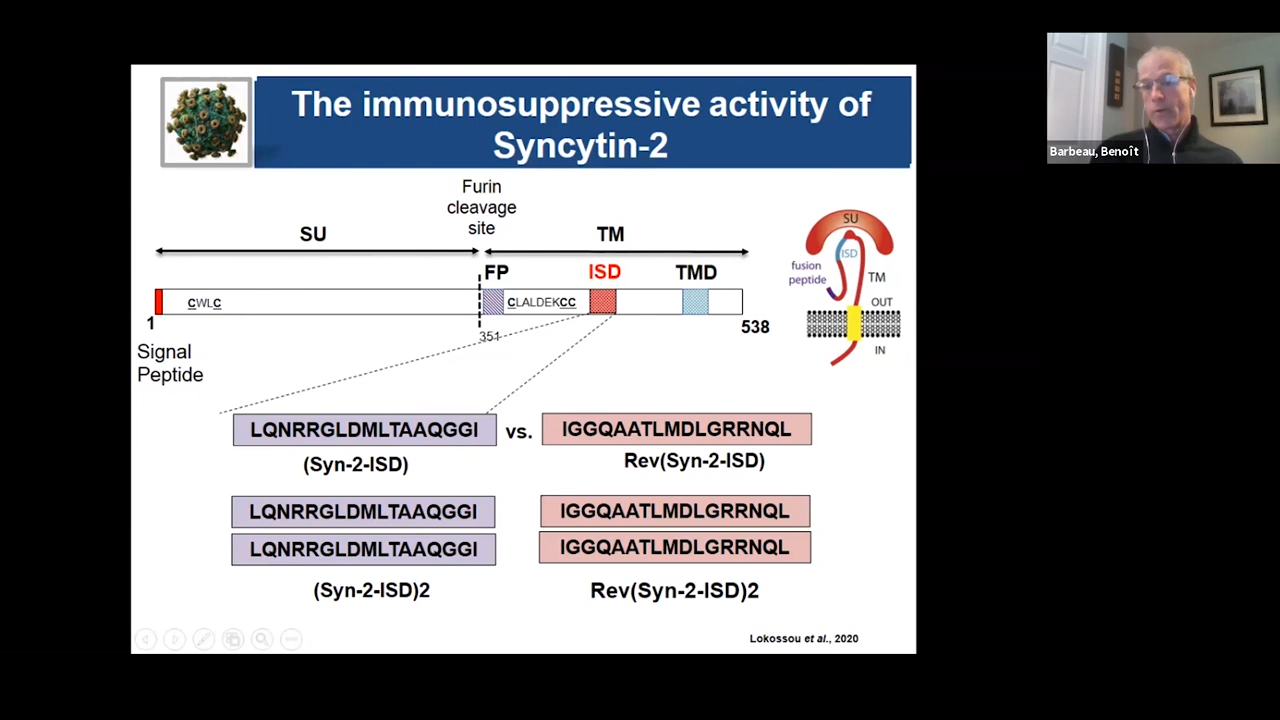 The immunosuppressive activity of
Syncytin-2
Barbeau, Benoît
Furin
cleavage
site
SU
TM
FP
ISD
TMD
CWLC
CLALDEKCC
1
351
538
Signal
Peptide
SU
ISD
fusion
peptide
TM
OUT
IN
LQNRRGLDMLTAAQGGI
vs.
IGGQAATLMDLGRRNQL
(Syn-2-ISD)
Rev(Syn-2-ISD)
LQNRRGLDMLTAAQGGI
IGGQAATLMDLGRRNQL
LQNRRGLDMLTAAQGGI
IGGQAATLMDLGRRNQL
(Syn-2-ISD)2
Rev(Syn-2-ISD)2
Lokossou et al., 2020